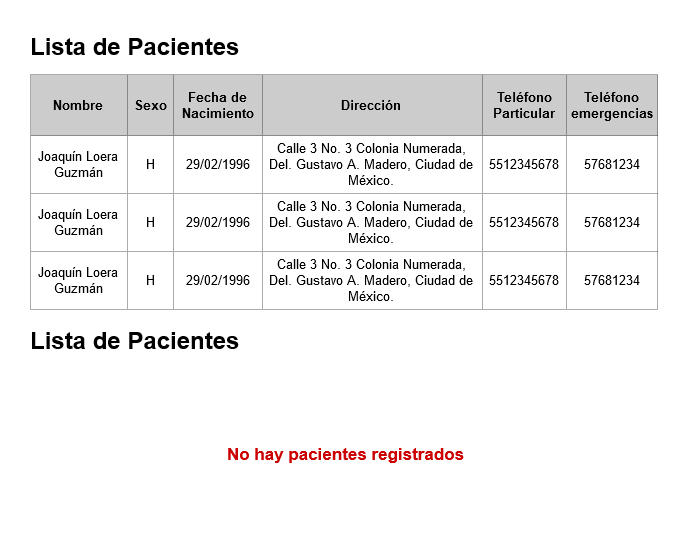 Lista de Pacientes
Nombre Sexo Fecha de Nacimiento Dirección Teléfono Particular Teléfono emergencias
Joaquín Loera Guzmán H 29/02/1996 Calle 3 No. 3 Colonia Numerada, Del. Gustavo A. Madero, Ciudad de México. 5512345678 57681234
Joaquín Loera Guzmán H 29/02/1996 Calle 3 No. 3 Colonia Numerada, Del. Gustavo A. Madero, Ciudad de México. 5512345678 57681234
Joaquín Loera Guzmán H 29/02/1996 Calle 3 No. 3 Colonia Numerada, Del. Gustavo A. Madero, Ciudad de México. 5512345678 57681234
Lista de Pacientes
No hay pacientes registrados